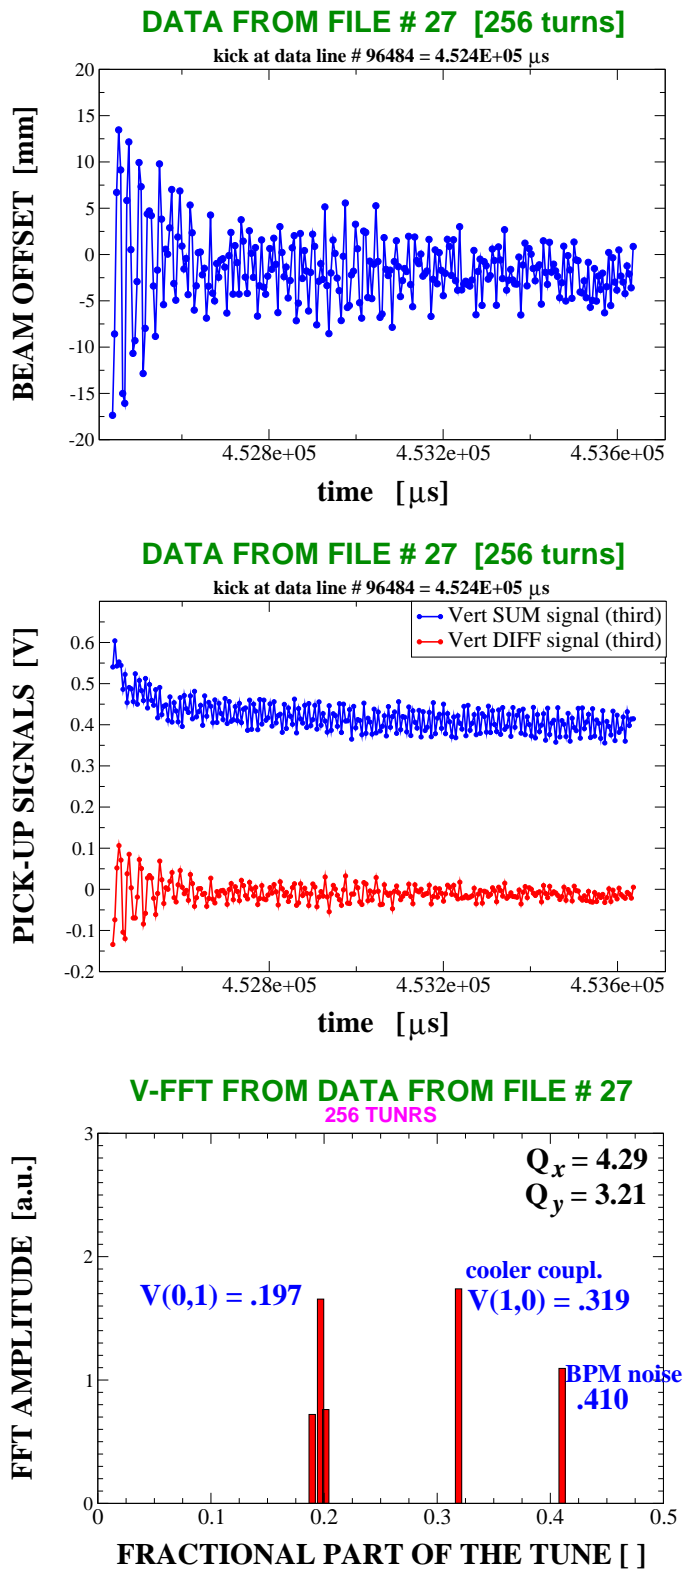 DATA FROM FILE # 27 [256 turns]
kick at data line # 96484 = 4.524E+05 μs
20
15
10
5
0
-5
-10
-15
-20
BEAM OFFSET [mm]
4.528e+05 4.532e+05 4.536e+05
time [μs]
DATA FROM FILE # 27 [256 turns]
kick at data line # 96484 = 4.524E+05 μs
Vert SUM signal (third)
Vert DIFF signal (third)
0.6
0.5
0.4
0.3
0.2
0.1
0
-0.1
-0.2
PICK-UP SIGNALS [V]
4.528e+05 4.532e+05 4.536e+05
time [μs]
V-FFT FROM DATA FROM FILE # 27
256 TUNRS
3
2
1
0
FFT AMPLITUDE [a.u.]
Qx = 4.29
Qy = 3.21
cooler coupl.
V(0,1) = .197
V(1,0) = .319
BPM noise
.410
0 0.1 0.2 0.3 0.4 0.5
FRACTIONAL PART OF THE TUNE [ ]